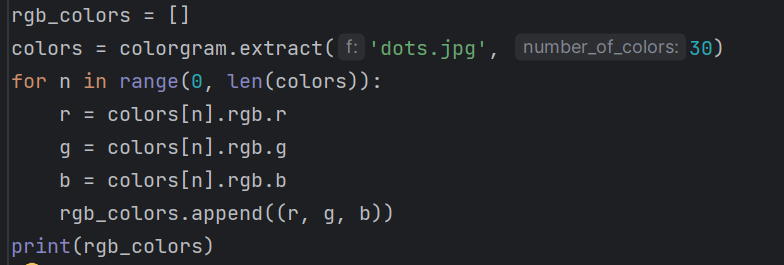 rgb_colors = []
colors = colorgram.extract( f: 'dots.jpg', number_of_colors: 30)
for n in range(0, len(colors)):
    r = colors[n].rgb.r
    g = colors[n].rgb.g
    b = colors[n].rgb.b
    rgb_colors.append((r, g, b))
print(rgb_colors)